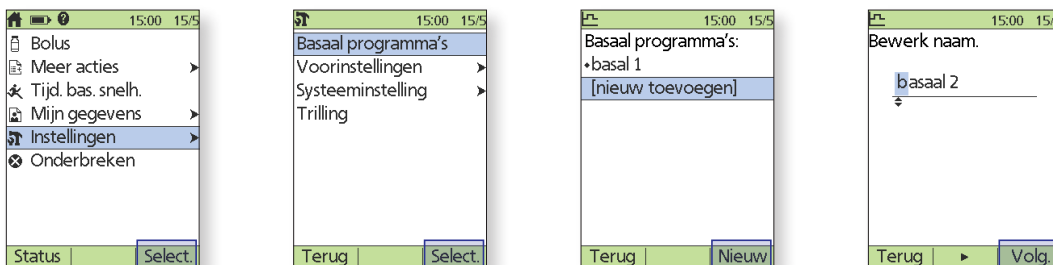 15:00 15/5
Bolus
Meer acties
Tijd. bas. snelh.
Mijn gegevens
Instellingen
Onderbreken
Status
Select.
15:00 15/5
Basaal programma's
Voorinstellingen
Systeeminstelling
Trilling
Terug
Select.
15:00 15/5
Basaal programma's:
basal 1
[nieuw toevoegen]
Terug
Nieuw
15:00 15/
Bewerk naam.
basaal 2
Terug
Volg.